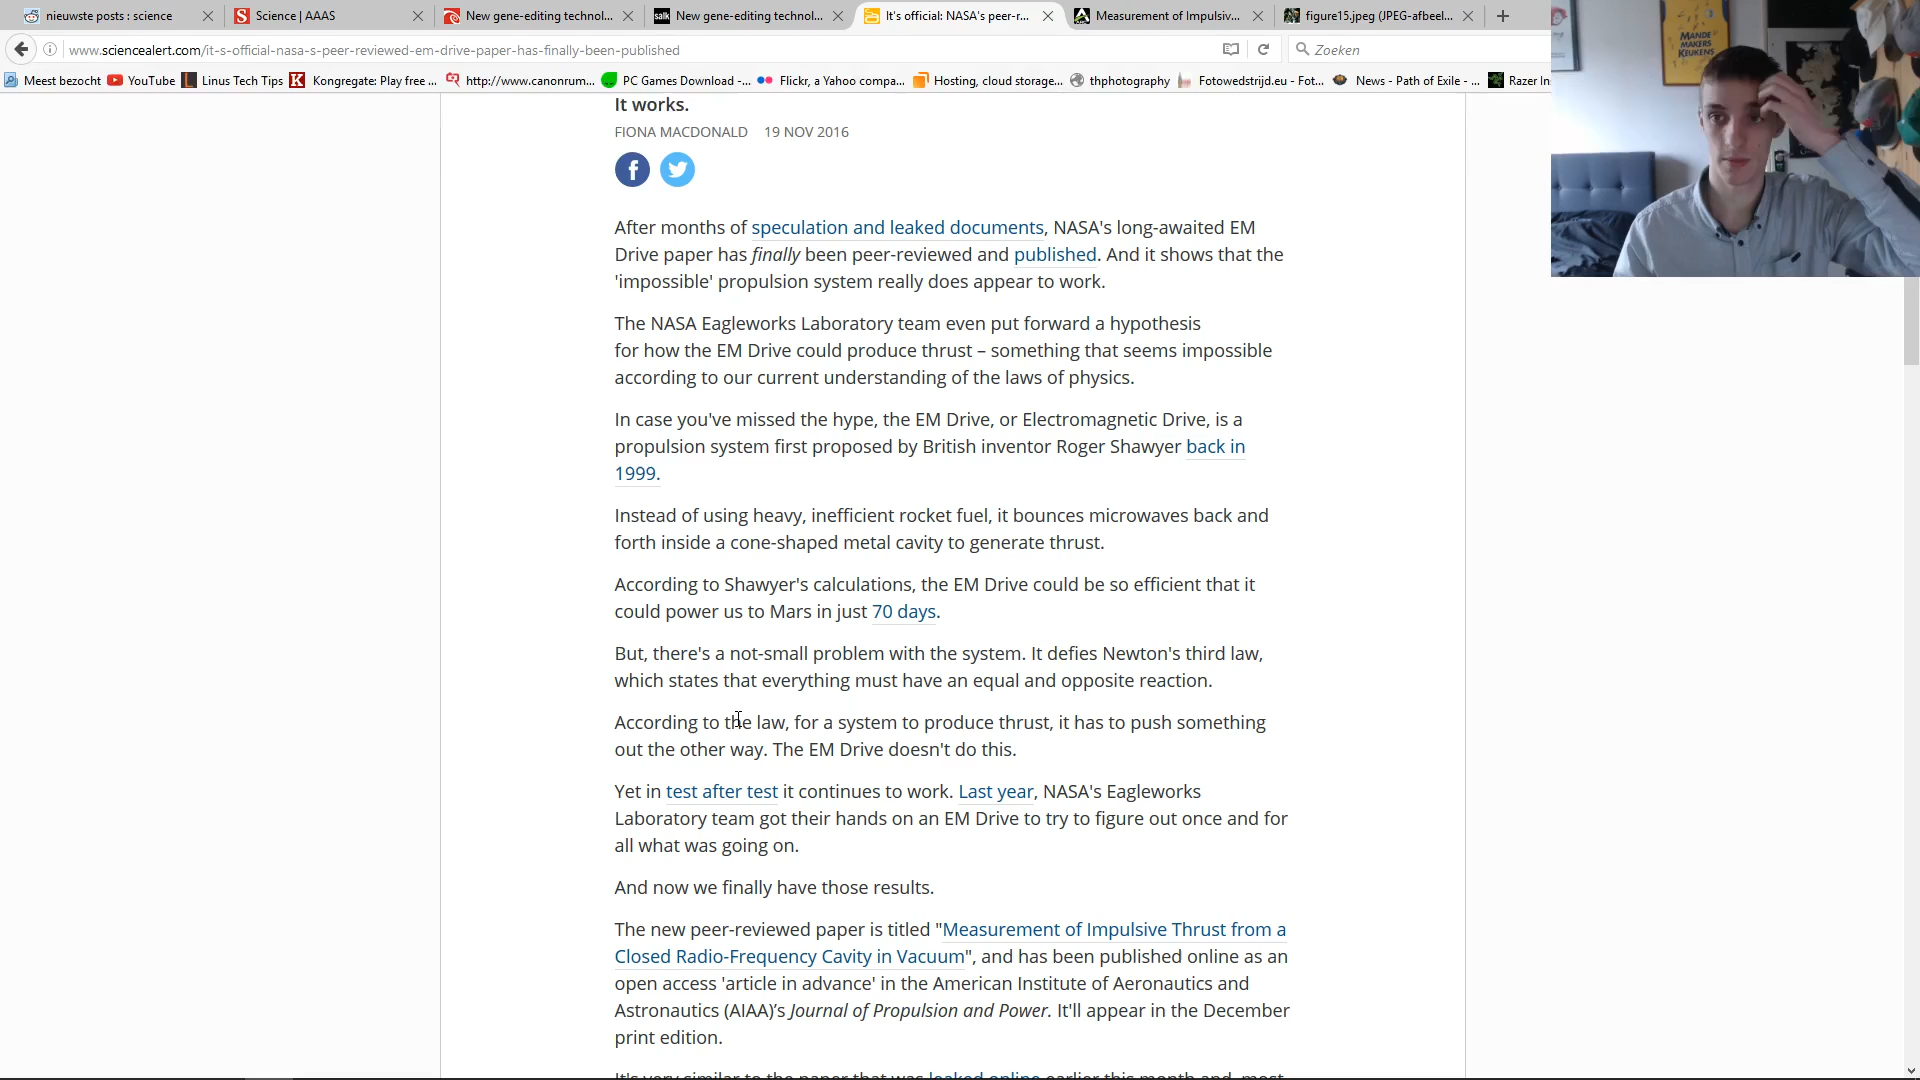 nieuwste posts : science
Science | AAAS
New gene-editing technol...
New gene-editing technol...
It's official: NASA's peer-r...
Measurement of Impulsiv...
figure15.jpeg (JPEG-afbeel...
www.sciencealert.com/it-s-official-nasa-s-peer-reviewed-em-drive-paper-has-finally-been-published
Zoeken
Meest bezocht YouTube Linus Tech Tips Kongregate: Play free ... http://www.canonrum... PC Games Download -... Flickr, a Yahoo compa... Hosting, cloud storage... thphotography Fotowedstrijd.eu - Fot... News - Path of Exile - ... Razer In
MANDE
MAKERS
KEUKENS
It works.
FIONA MACDONALD 19 NOV 2016
After months of speculation and leaked documents, NASA's long-awaited EM
Drive paper has finally been peer-reviewed and published. And it shows that the
'impossible' propulsion system really does appear to work.
The NASA Eagleworks Laboratory team even put forward a hypothesis
for how the EM Drive could produce thrust – something that seems impossible
according to our current understanding of the laws of physics.
In case you've missed the hype, the EM Drive, or Electromagnetic Drive, is a
propulsion system first proposed by British inventor Roger Shawyer back in
1999.
Instead of using heavy, inefficient rocket fuel, it bounces microwaves back and
forth inside a cone-shaped metal cavity to generate thrust.
According to Shawyer's calculations, the EM Drive could be so efficient that it
could power us to Mars in just 70 days.
But, there's a not-small problem with the system. It defies Newton's third law,
which states that everything must have an equal and opposite reaction.
According to the law, for a system to produce thrust, it has to push something
out the other way. The EM Drive doesn't do this.
Yet in test after test it continues to work. Last year, NASA's Eagleworks
Laboratory team got their hands on an EM Drive to try to figure out once and for
all what was going on.
And now we finally have those results.
The new peer-reviewed paper is titled "Measurement of Impulsive Thrust from a
Closed Radio-Frequency Cavity in Vacuum", and has been published online as an
open access 'article in advance' in the American Institute of Aeronautics and
Astronautics (AIAA)'s Journal of Propulsion and Power. It'll appear in the December
print edition.
It's very similar to the paper that was leaked online earlier this month and, most